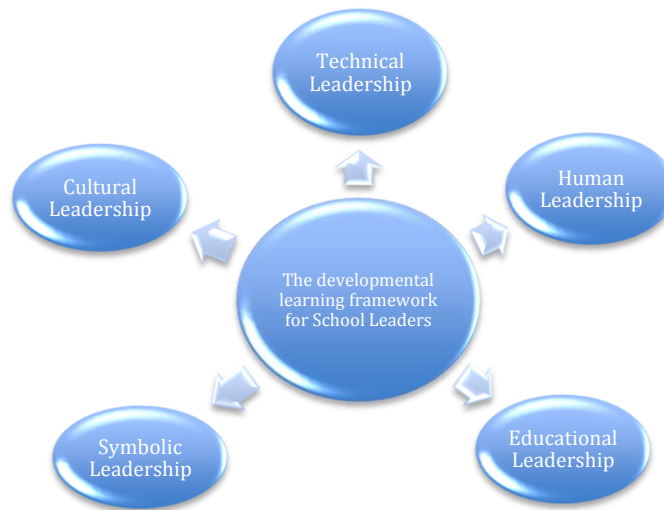 Technical
Leadership
Human
Leadership
Educational
Leadership
Symbolic
Leadership
Cultural
Leadership
The developmental
learning framework
for School Leaders